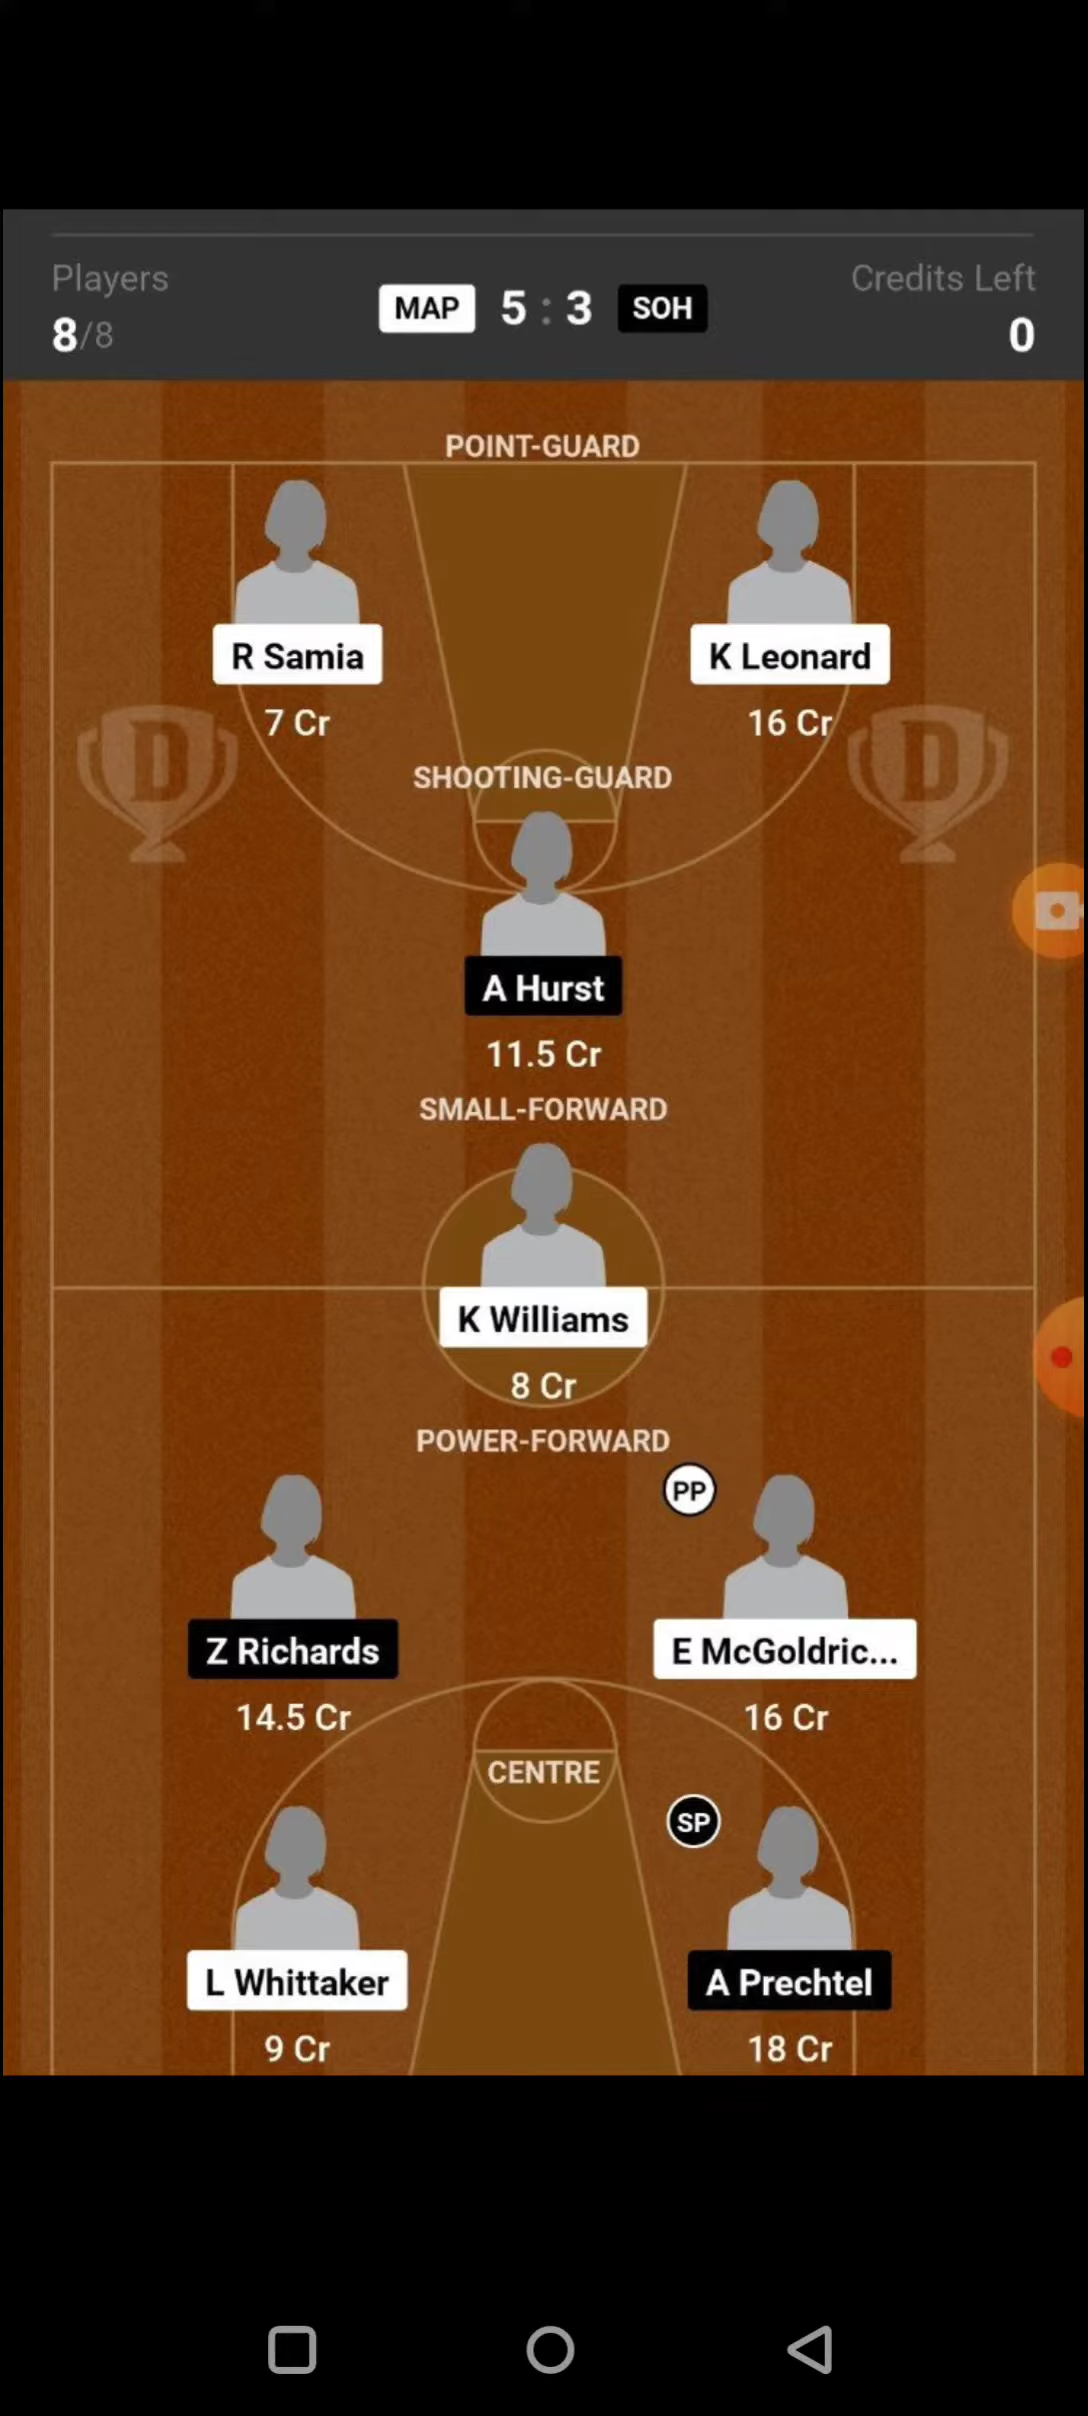 Players
Credits Left
8/8
MAP 5 : 3 SOH
0
POINT-GUARD
R Samia
K Leonard
7 Cr
16 Cr
D
D
SHOOTING-GUARD
A Hurst
11.5 Cr
SMALL-FORWARD
K Williams
8 Cr
POWER-FORWARD
PP
Z Richards
E McGoldric...
14.5 Cr
16 Cr
CENTRE
SP
L Whittaker
A Prechtel
9 Cr
18 Cr